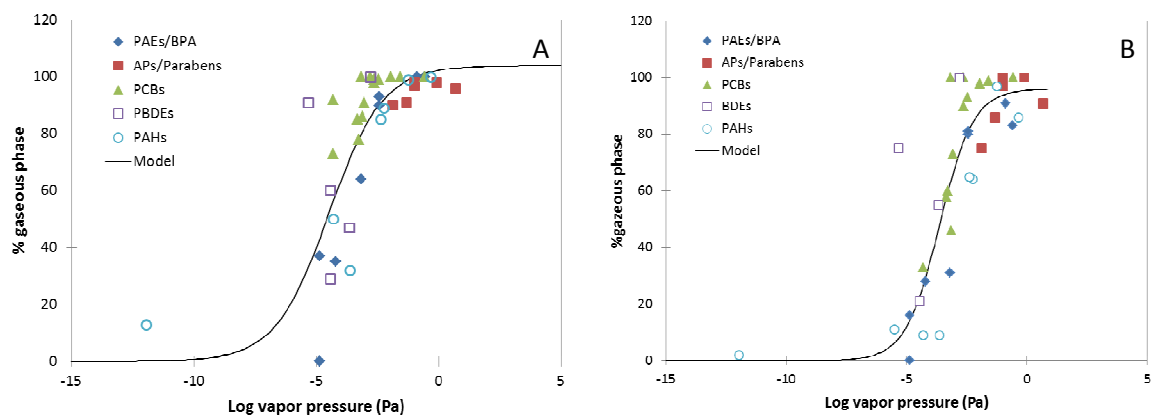 A
% gaseous phase
120
100
80
60
40
20
0
-15
-10
-5
0
5
Log vapor pressure (Pa)
PAEs/BPA
APs/Parabens
PCBs
PBDEs
PAHs
Model
B
%gazeous phase
120
100
80
60
40
20
0
-15
-10
-5
0
5
Log vapor pressure (Pa)
PAEs/BPA
APs/Parabens
PCBs
BDEs
PAHs
Model